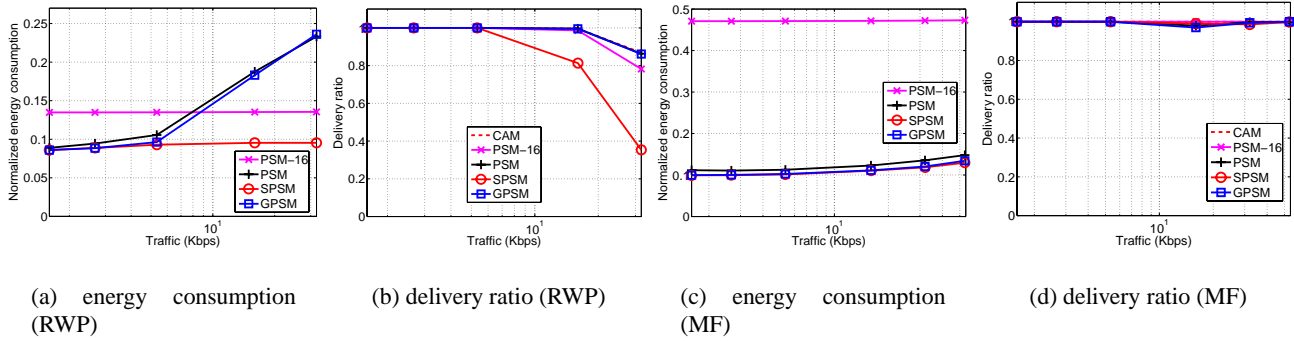 0.25
0.2
0.15
0.1
0.05
0
Normalized energy consumption
10^1
Traffic (Kbps)
PSM-16
PSM
SPSM
GPSM
(a) energy consumption
(RWP)
1
0.8
0.6
0.4
0.2
0
Delivery ratio
10^1
Traffic (Kbps)
CAM
PSM-16
PSM
SPSM
GPSM
(b) delivery ratio (RWP)
0.5
0.4
0.3
0.2
0.1
0
Normalized energy consumption
10^1
Traffic (Kbps)
PSM-16
PSM
SPSM
GPSM
(c) energy consumption
(MF)
1
0.8
0.6
0.4
0.2
0
Delivery ratio
10^1
Traffic (Kbps)
CAM
PSM-16
PSM
SPSM
GPSM
(d) delivery ratio (MF)